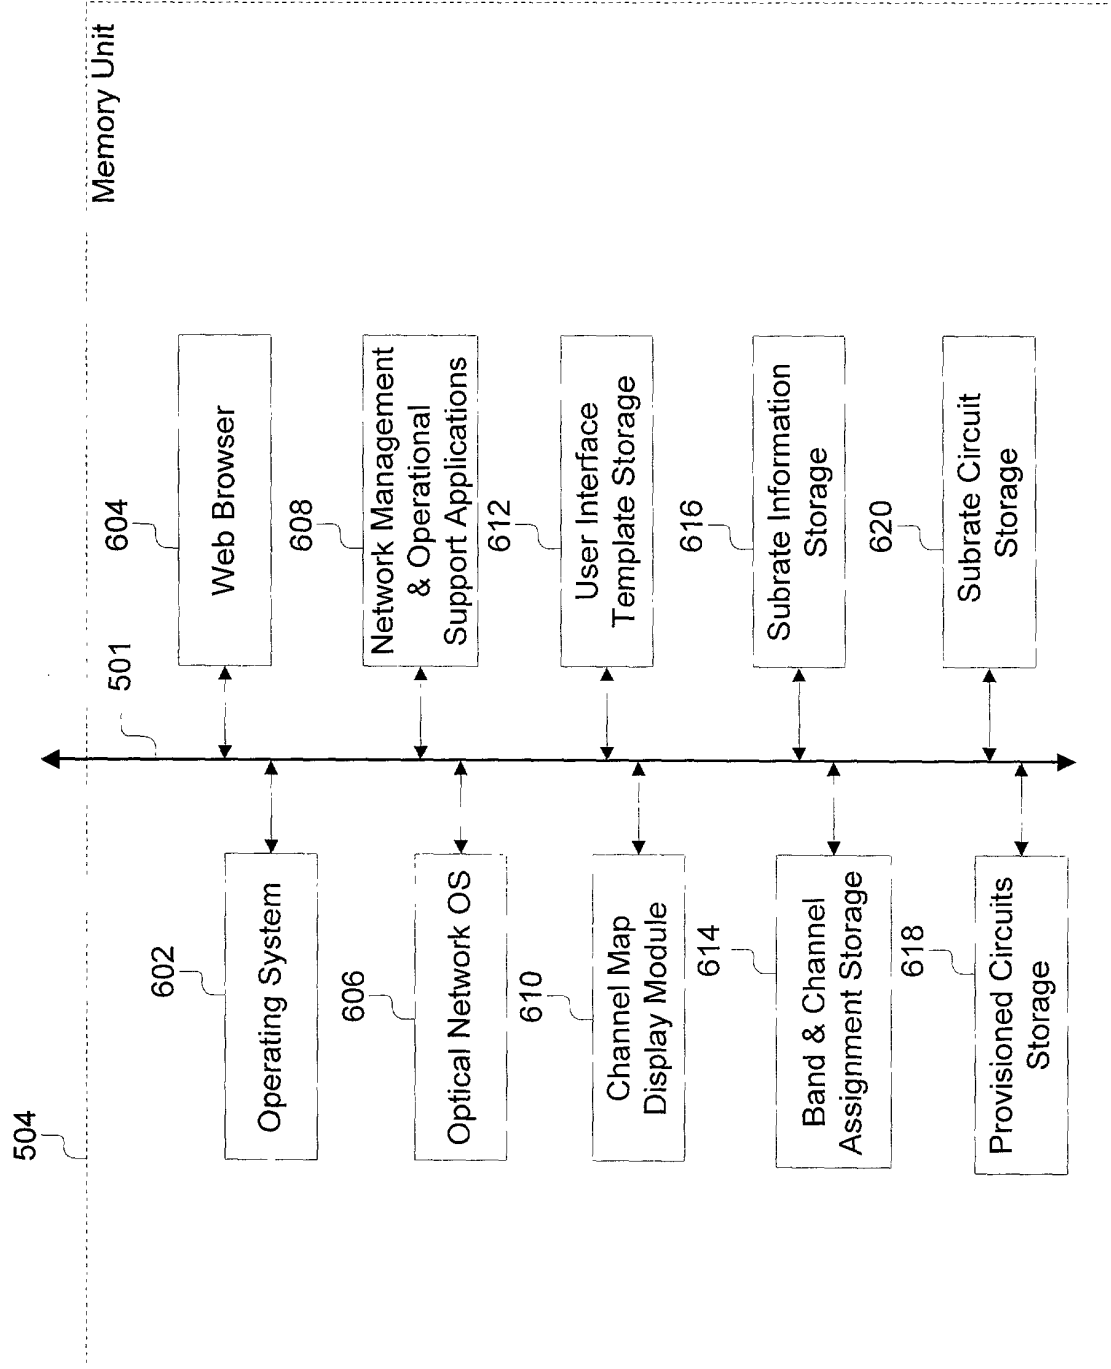 504
Memory Unit
501
602
Operating System
604
Web Browser
606
Optical Network OS
608
Network Management
& Operational
Support Applications
610
Channel Map
Display Module
612
User Interface
Template Storage
614
Band & Channel
Assignment Storage
616
Subrate Information
Storage
618
Provisioned Circuits
Storage
620
Subrate Circuit
Storage